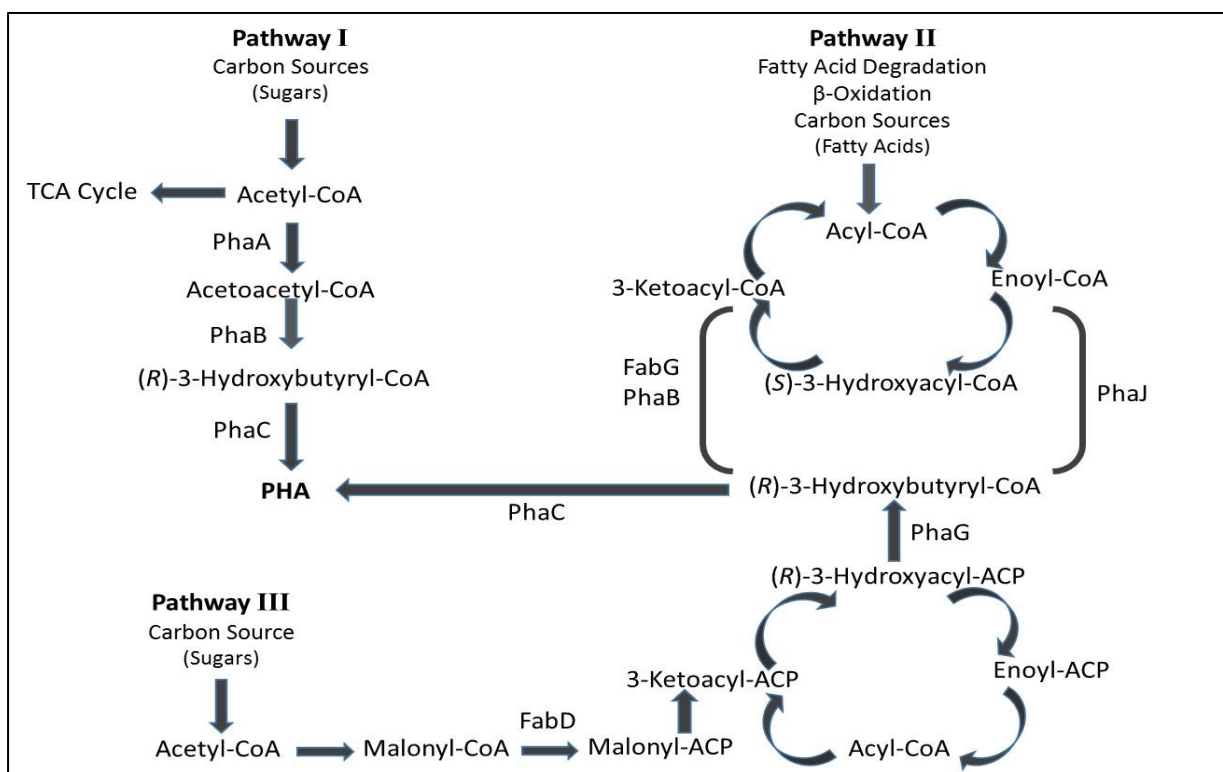 Pathway I
Carbon Sources
(Sugars)
TCA Cycle
Acetyl-CoA
PhaA
Acetoacetyl-CoA
PhaB
(R)-3-Hydroxybutyryl-CoA
PhaC
PHA
Pathway II
Fatty Acid Degradation
β-Oxidation
Carbon Sources
(Fatty Acids)
Acyl-CoA
3-Ketoacyl-CoA
Enoyl-CoA
FabG
PhaB
(S)-3-Hydroxyacyl-CoA
PhaJ
(R)-3-Hydroxybutyryl-CoA
PhaC
PhaG
(R)-3-Hydroxyacyl-ACP
Pathway III
Carbon Source
(Sugars)
3-Ketoacyl-ACP
Enoyl-ACP
FabD
Acetyl-CoA
Malonyl-CoA
Malonyl-ACP
Acyl-CoA